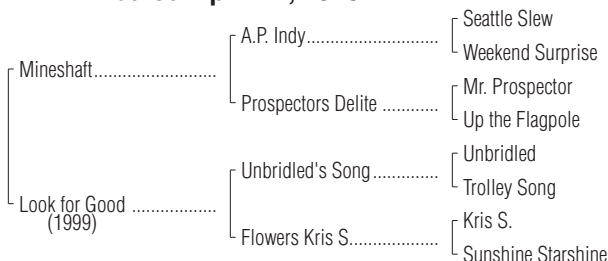 Seattle Slew
A.P. Indy.................................
Weekend Surprise
Mineshaft..............................
Mr. Prospector
Prospectors Delite ..............
Up the Flagpole
Unbridled
Unbridled's Song................
Trolley Song
Look for Good .....................
(1999)
Kris S.
Flowers Kris S......................
Sunshine Starshine